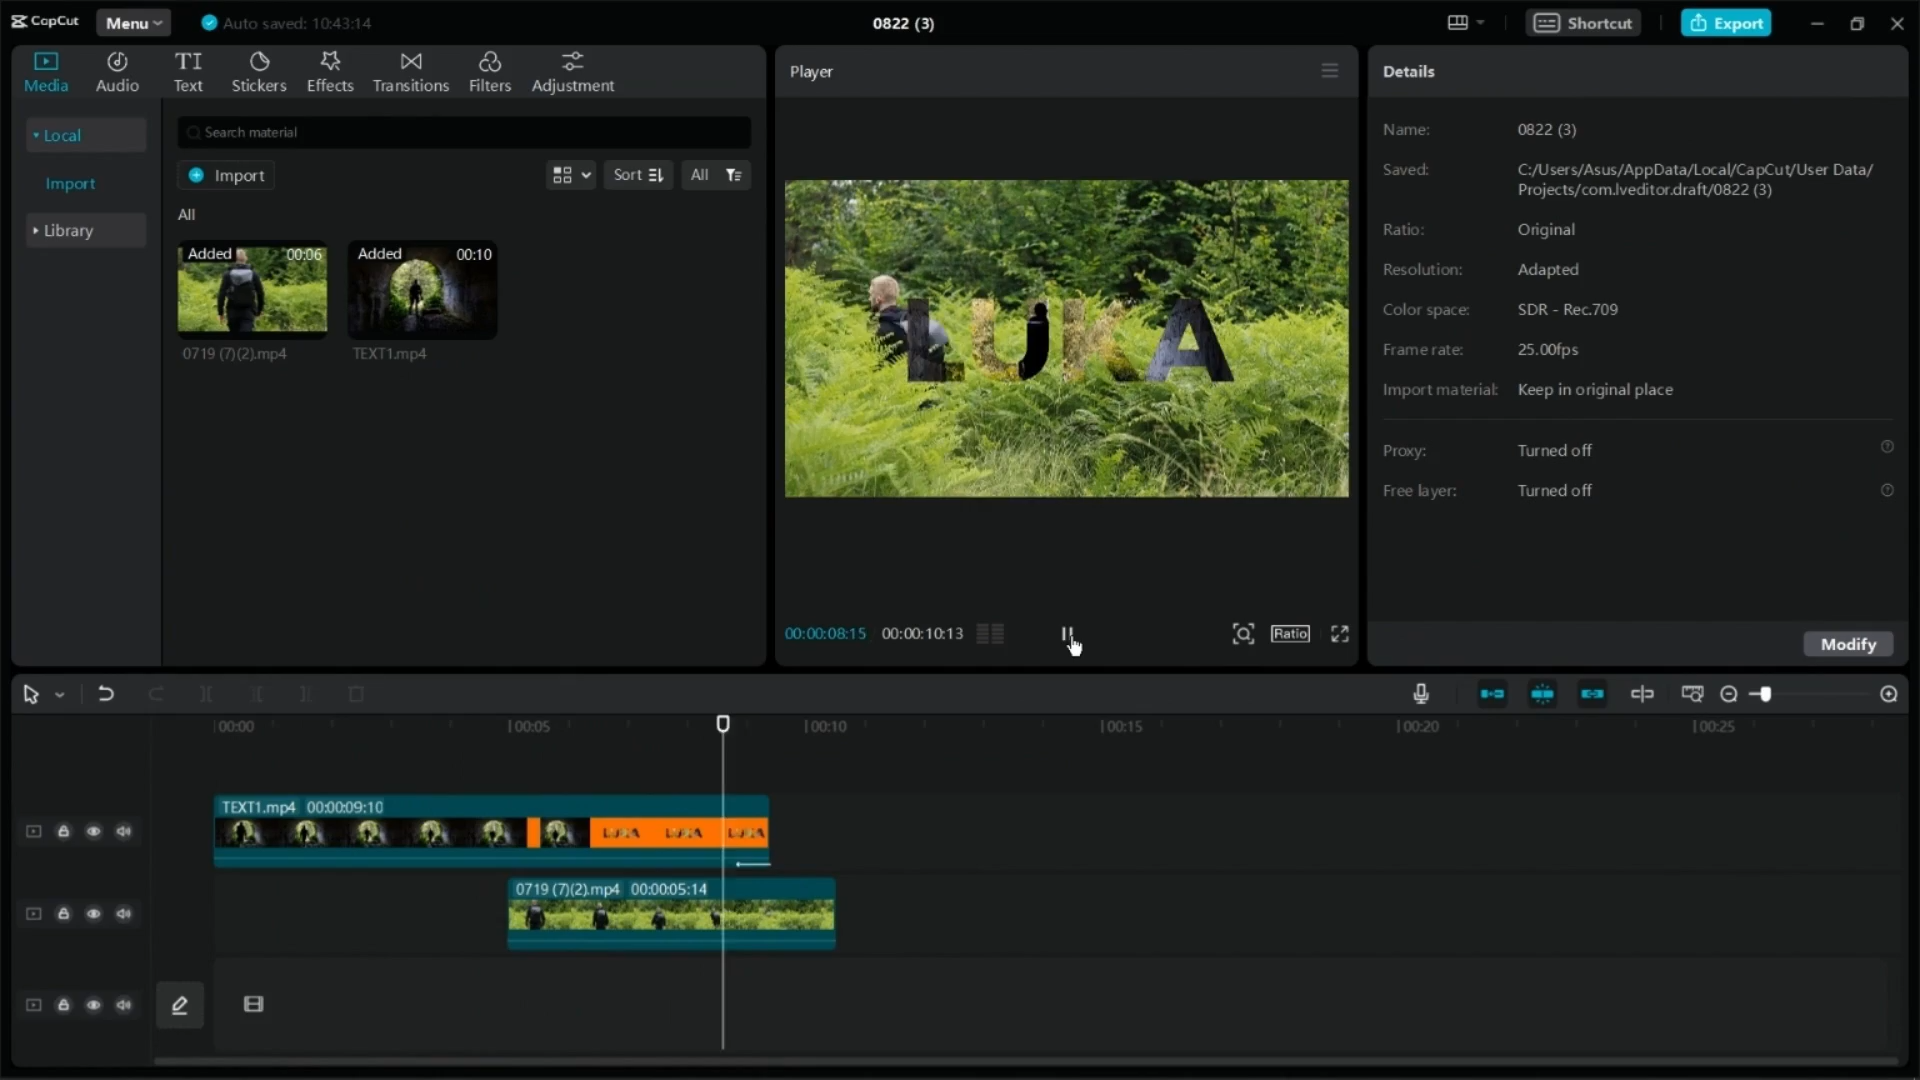 CapCut
Menu
Auto saved: 10:43:14
0822 (3)
Shortcut
Export
Media
Audio
TI
Text
Stickers
Effects
Transitions
Filters
Adjustment
Local
Import
Library
Search material
Import
Sort
All
All
Added 00:06
0719 (7)(2).mp4
Added 00:10
TEXT1.mp4
Player
LUKA
00:00:08:15 00:00:10:13
Ratio
Details
Name: 0822 (3)
Saved: C:/Users/Asus/AppData/Local/CapCut/User Data/
Projects/com.lveditor.draft/0822 (3)
Ratio: Original
Resolution: Adapted
Color space: SDR - Rec.709
Frame rate: 25.00fps
Import material: Keep in original place
Proxy: Turned off
Free layer: Turned off
Modify
00:00 00:05 00:10 00:15 00:20 00:25
TEXT1.mp4 00:00:09:10
LUKA LUKA LUKA
0719 (7)(2).mp4 00:00:05:14